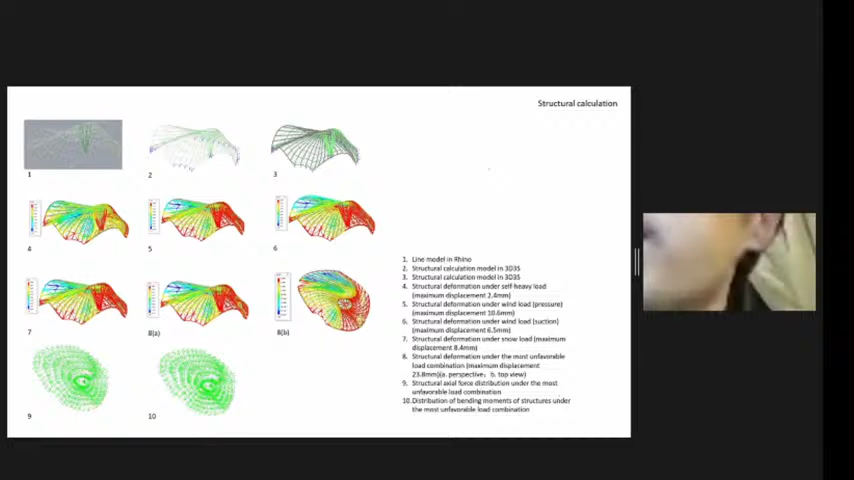 Structural calculation
1
2
3
4
5
6
7
8(a)
8(b)
9
10
1. Line model in Rhino
2. Structural calculation model in 3D3S
3. Structural calculation model in 3D3S
4. Structural deformation under self-heavy load
(maximum displacement 2.4mm)
5. Structural deformation under wind load (pressure)
(maximum displacement 10.6mm)
6. Structural deformation under wind load (suction)
(maximum displacement 6.5mm)
7. Structural deformation under snow load (maximum
displacement 8.4mm)
8. Structural deformation under the most unfavorable
load combination (maximum displacement
23.8mm)(a. perspective, b. top view)
9. Structural axial force distribution under the most
unfavorable load combination
10. Distribution of bending moments of structures under
the most unfavorable load combination